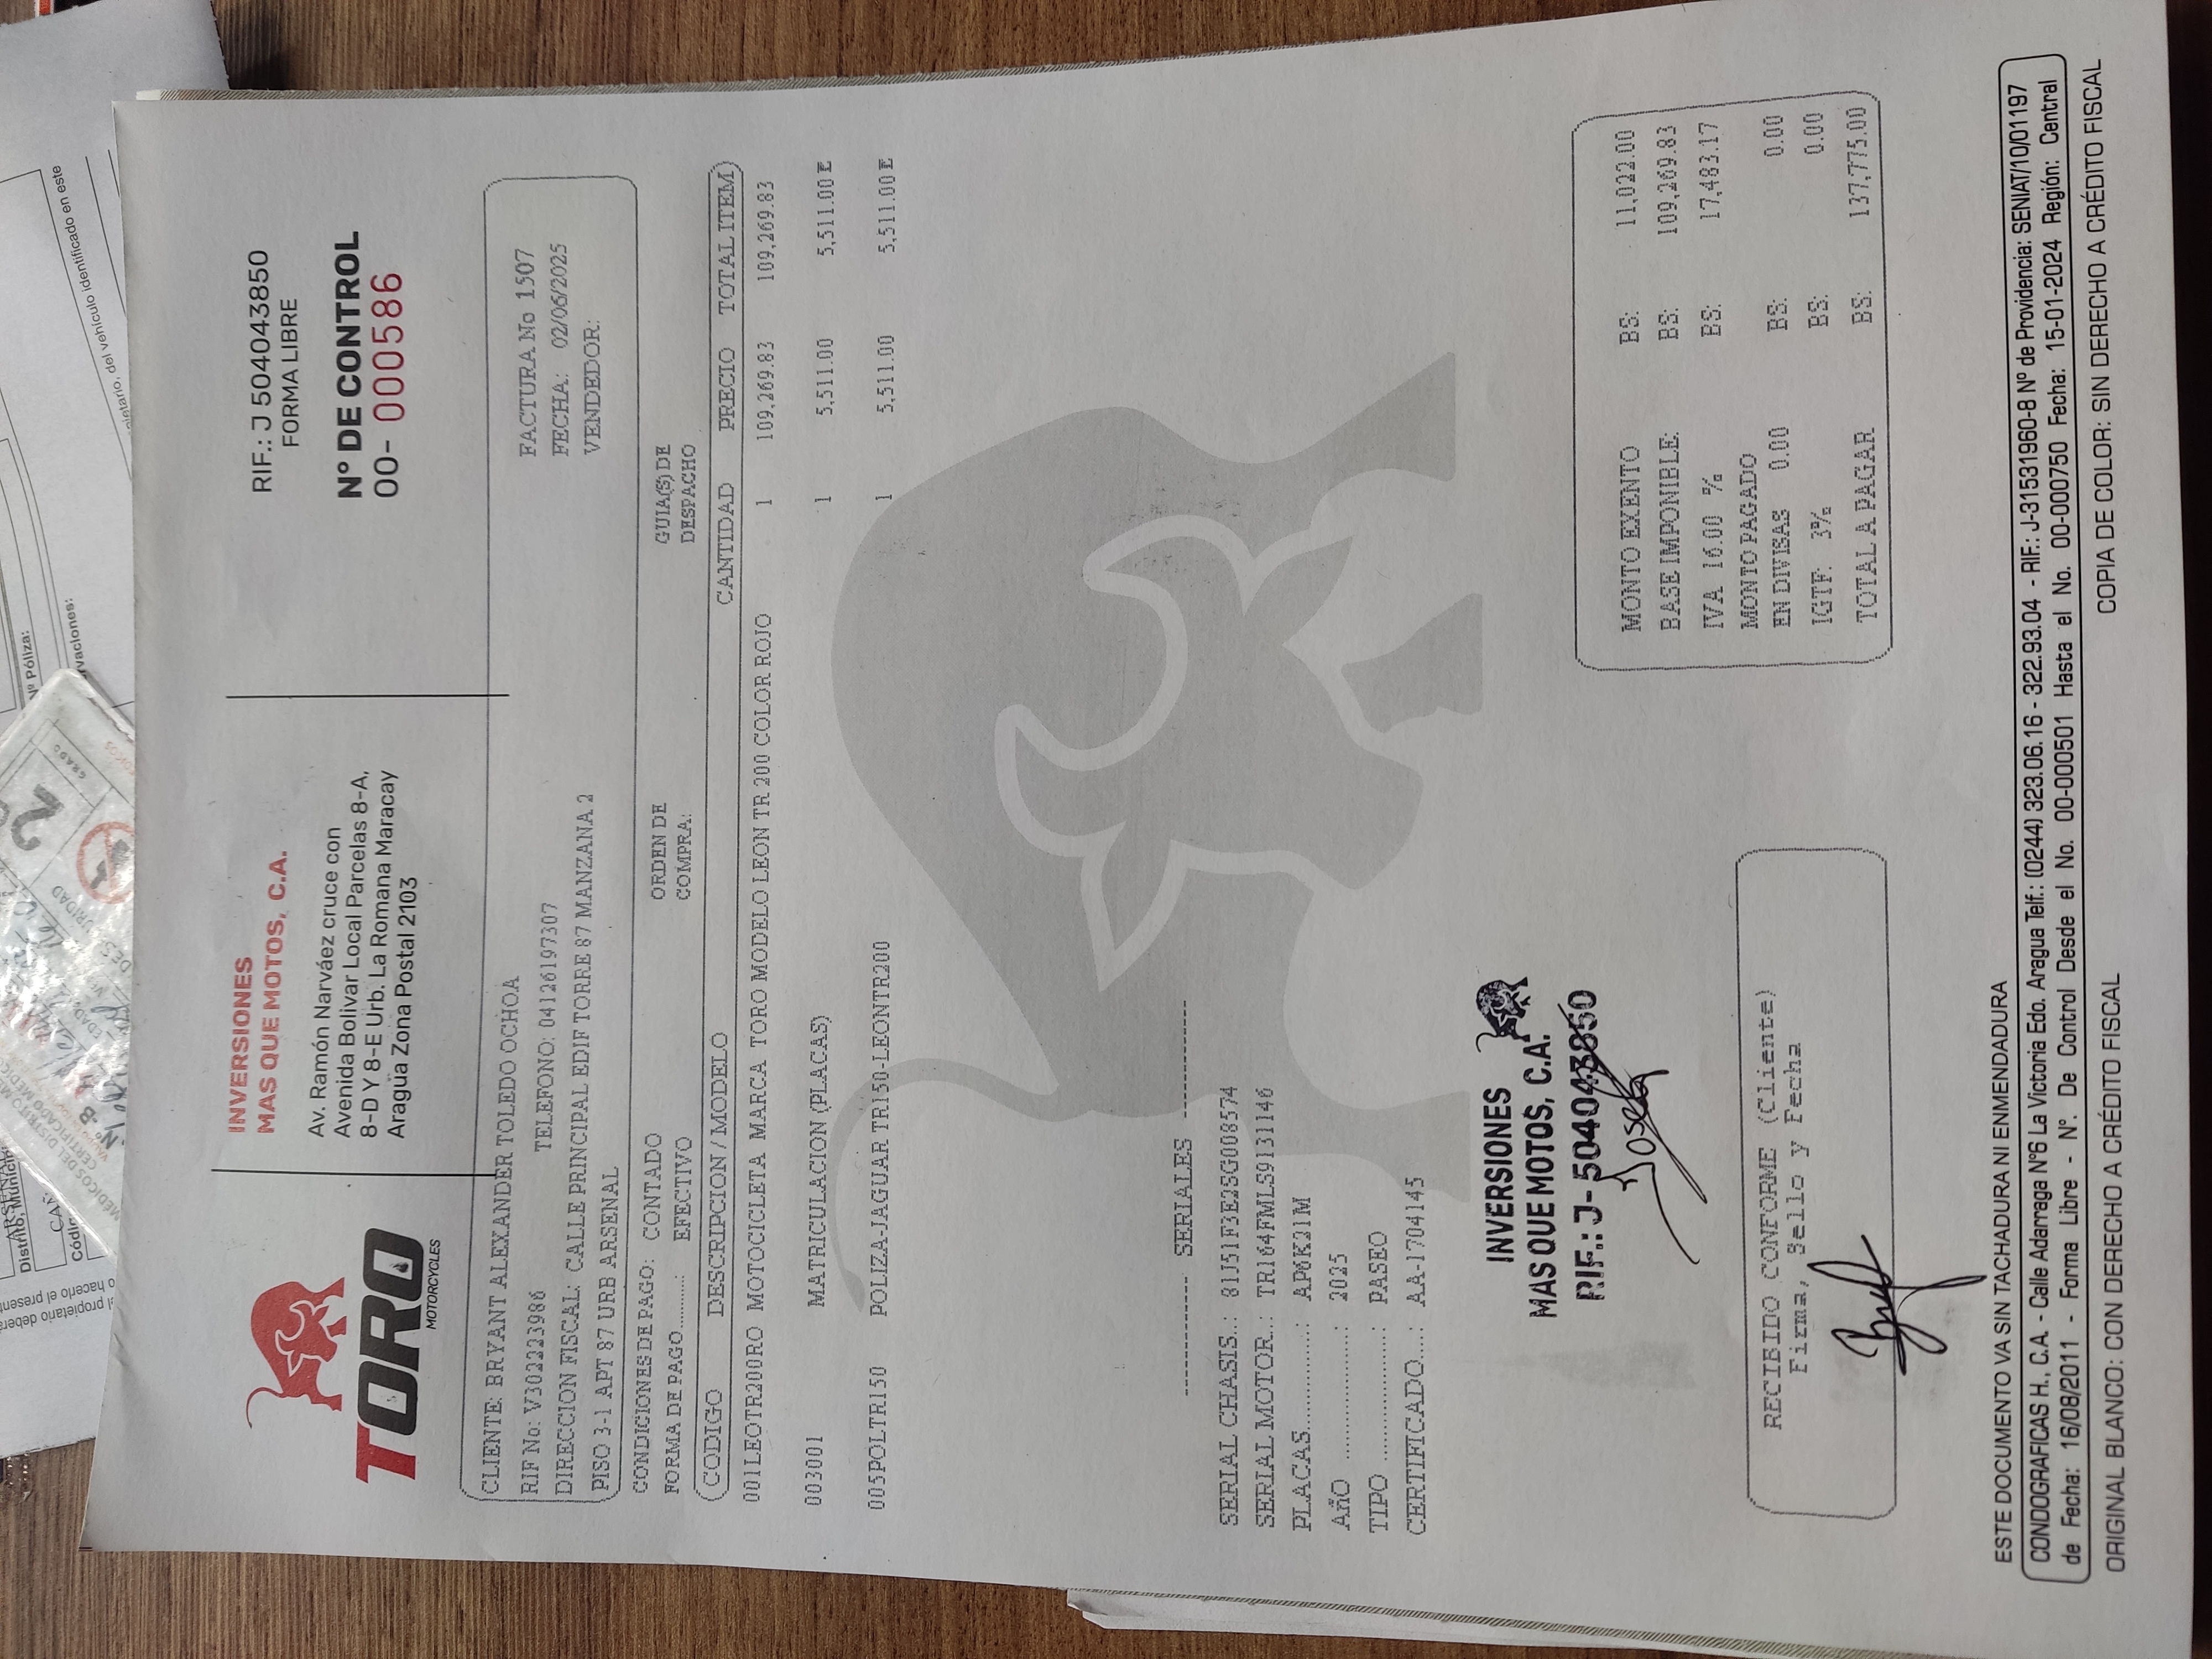 TORO
MOTORCYCLES
INVERSIONES
MAS QUE MOTOS, C.A.
Av. Ramón Narváez cruce con
Avenida Bolivar Local Parcelas 8-A,
8-D Y 8-E Urb. La Romana Maracay
Aragua Zona Postal 2103
RIF.: J 504043850
FORMA LIBRE
N° DE CONTROL
00- 000586
CLIENTE: BRYANT ALEXANDER TOLEDO OCHOA
RIF No: V302223986 TELEFONO: 04126197307
DIRECCION FISCAL: CALLE PRINCIPAL EDIF TORRE 87 MANZANA 2
PISO 3-1 APT 87 URB ARSENAL
FACTURA No 1507
FECHA: 02/06/2025
VENDEDOR:
CONDICIONES DE PAGO: CONTADO
FORMA DE PAGO ..........: EFECTIVO
ORDEN DE
COMPRA:
GUIA(S) DE
DESPACHO
CODIGO DESCRIPCION / MODELO CANTIDAD PRECIO TOTAL ITEM
001LEOTR200RO MOTOCICLETA MARCA TORO MODELO LEON TR 200 COLOR ROJO 1 109,269.83 109,269.83
003001 MATRICULACION (PLACAS) 1 5,511.00 5,511.00 E
005POLTR150 POLIZA-JAGUAR TR150-LEONTR200 1 5,511.00 5,511.00 E
--------------- SERIALES ---------------
SERIAL CHASIS..: 81J51F3E2SG008574
SERIAL MOTOR...: TR164FMLS9131146
PLACAS...............: AP6K21M
AÑO ..................: 2025
TIPO ..................: PASEO
CERTIFICADO....: AA-1704145
INVERSIONES
MAS QUE MOTOS, C.A.
RIF.: J- 504043850
MONTO EXENTO BS: 11,022.00
BASE IMPONIBLE: BS: 109,269.83
IVA 16.00 % BS: 17,483.17
MONTO PAGADO
EN DIVISAS 0.00 BS: 0.00
IGTF: 3% BS: 0.00
TOTAL A PAGAR BS: 137,775.00
RECIBIDO CONFORME (Cliente)
Firma, Sello y Fecha
ESTE DOCUMENTO VA SIN TACHADURA NI ENMENDADURA
CONDOGRAFICAS H., C.A. - Calle Adarraga Nº6 La Victoria Edo. Aragua Telf.: (0244) 323.06.16 - 322.93.04 - RIF.: J-31531960-8 Nº de Providencia: SENIAT/10/01197
de Fecha: 16/08/2011 - Forma Libre - Nº. De Control Desde el No. 00-000501 Hasta el No. 00-000750 Fecha: 15-01-2024 Región: Central
ORIGINAL BLANCO: CON DERECHO A CRÉDITO FISCAL COPIA DE COLOR: SIN DERECHO A CRÉDITO FISCAL
Nº Póliza: